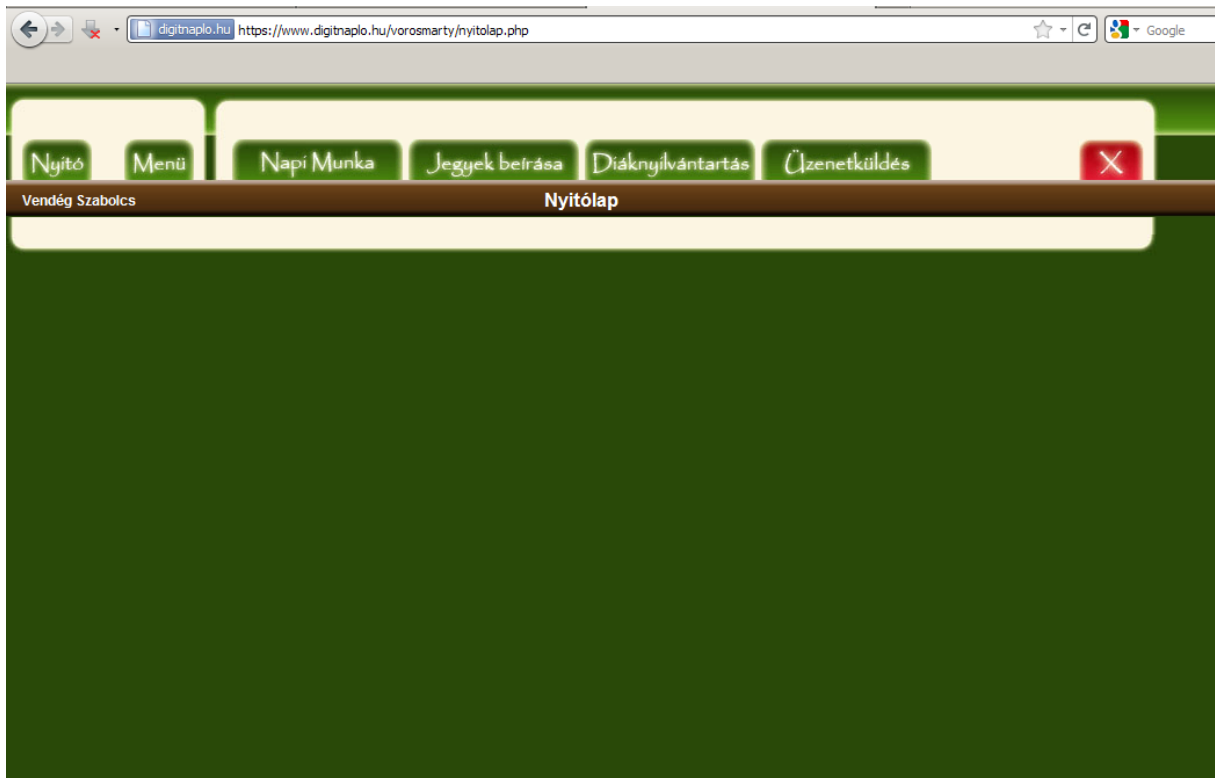 digitnaplo.hu https://www.digitnaplo.hu/vorosmarty/nyitolap.php Google
Nyitó Menü Napi Munka Jegyek beírása Diáknyilvántartás Üzenetküldés X
Vendég Szabolcs Nyitólap